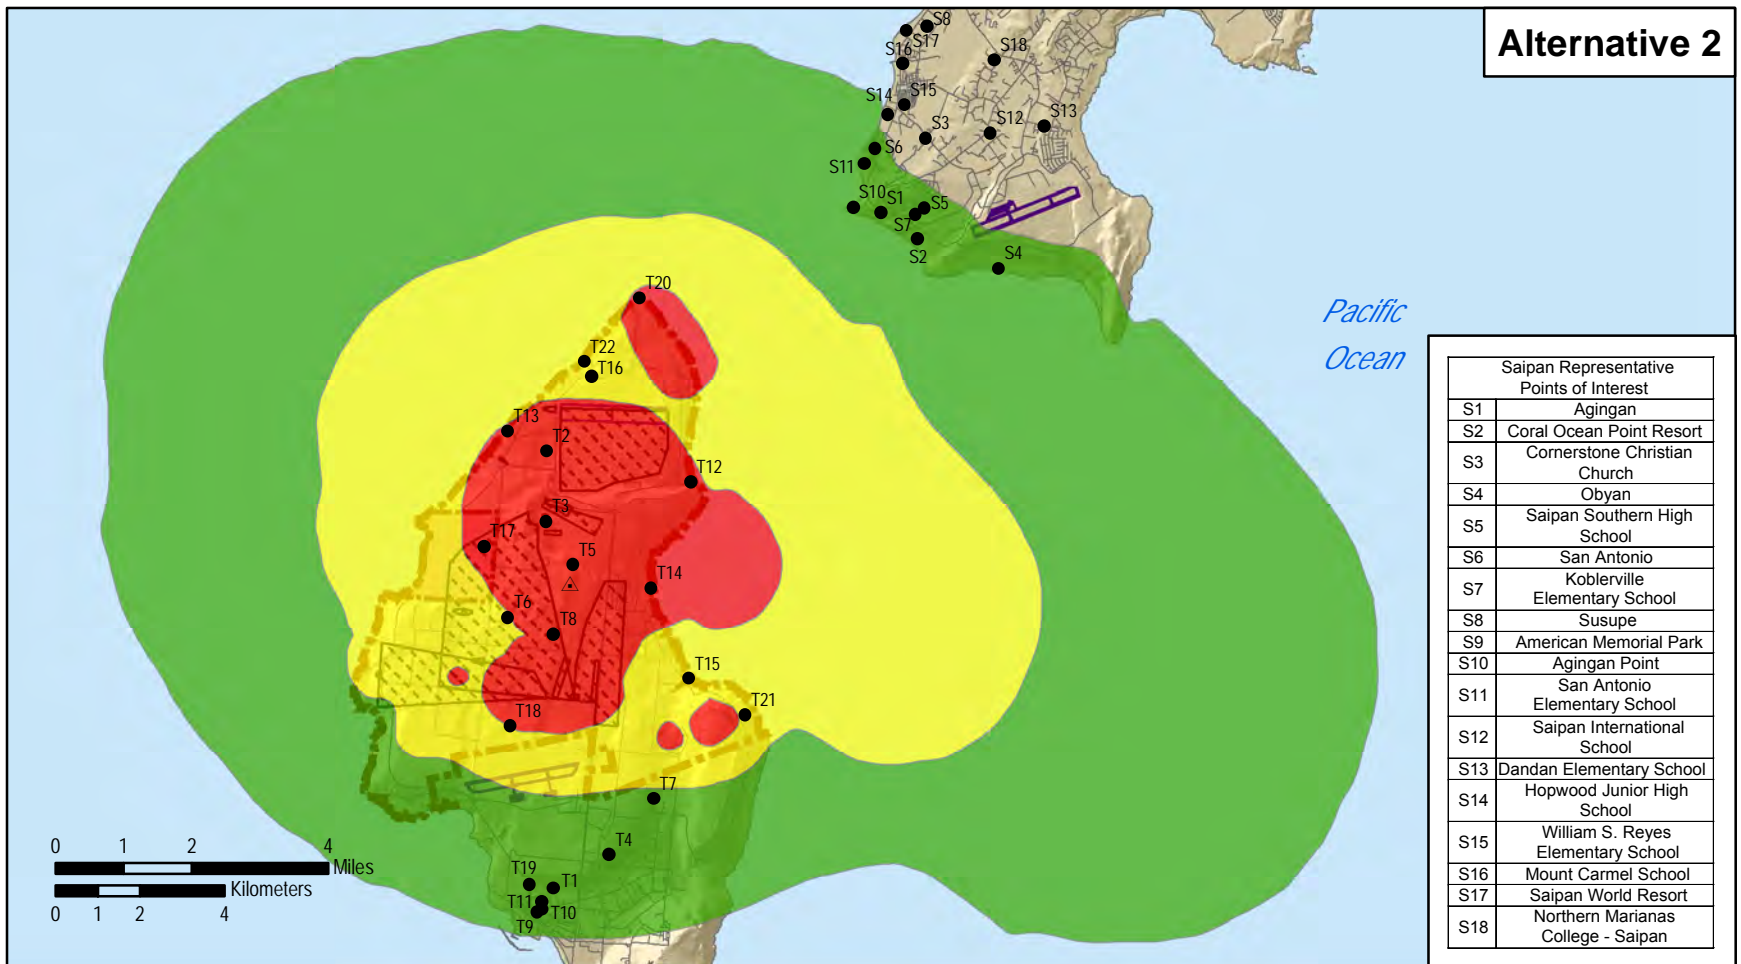 Alternative 2
S8
S17
S16
S18
S15
S14
S3
S12
S13
S6
S11
S10
S1
S5
S7
S2
S4
T20
Pacific
Ocean
T22
T16
T13
T2
T12
T3
T17
T5
T14
T6
T8
T15
T21
T18
T7
T4
T19
T1
T11
T10
T9
0 1 2 4
Miles
Kilometers
0 1 2 4
Saipan Representative
Points of Interest
S1 Agingan
S2 Coral Ocean Point Resort
S3 Cornerstone Christian
Church
S4 Obyan
S5 Saipan Southern High
School
S6 San Antonio
S7 Koblerville
Elementary School
S8 Susupe
S9 American Memorial Park
S10 Agingan Point
S11 San Antonio
Elementary School
S12 Saipan International
School
S13 Dandan Elementary School
S14 Hopwood Junior High
School
S15 William S. Reyes
Elementary School
S16 Mount Carmel School
S17 Saipan World Resort
S18 Northern Marianas
College - Saipan